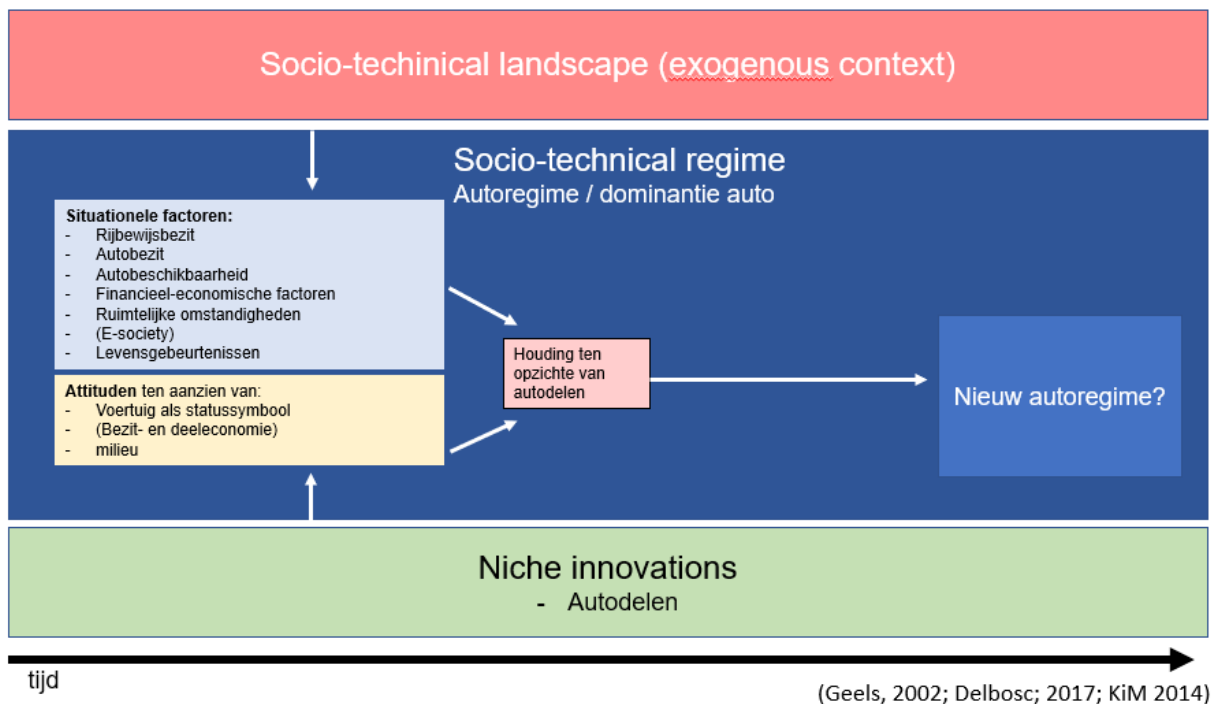 Socio-techinical landscape (exogenous context)
Socio-technical regime
Autoregime / dominantie auto
Situationele factoren:
- Rijbewijsbezit
- Autobezit
- Autobeschikbaarheid
- Financieel-economische factoren
- Ruimtelijke omstandigheden
- (E-society)
- Levensgebeurtenissen
Attituden ten aanzien van:
- Voertuig als statussymbool
- (Bezit- en deeleconomie)
- milieu
Houding ten
opzichte van
autodelen
Nieuw autoregime?
Niche innovations
- Autodelen
tijd
(Geels, 2002; Delbosc; 2017; KiM 2014)